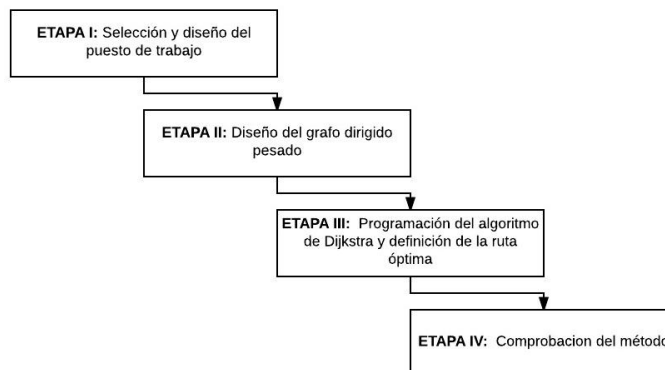 ETAPA I: Selección y diseño del
puesto de trabajo
ETAPA II: Diseño del grafo dirigido
pesado
ETAPA III: Programación del algoritmo
de Dijkstra y definición de la ruta
óptima
ETAPA IV: Comprobacion del método